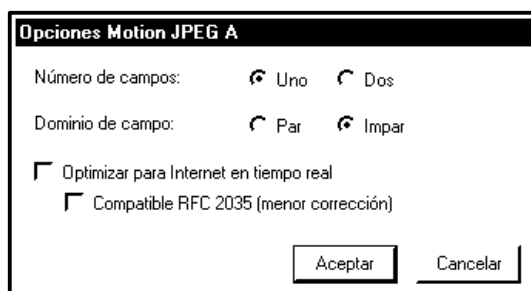 Opciones Motion JPEG A
Número de campos: Uno Dos
Dominio de campo: Par Impar
Optimizar para Internet en tiempo real
Compatible RFC 2035 (menor corrección)
Aceptar Cancelar